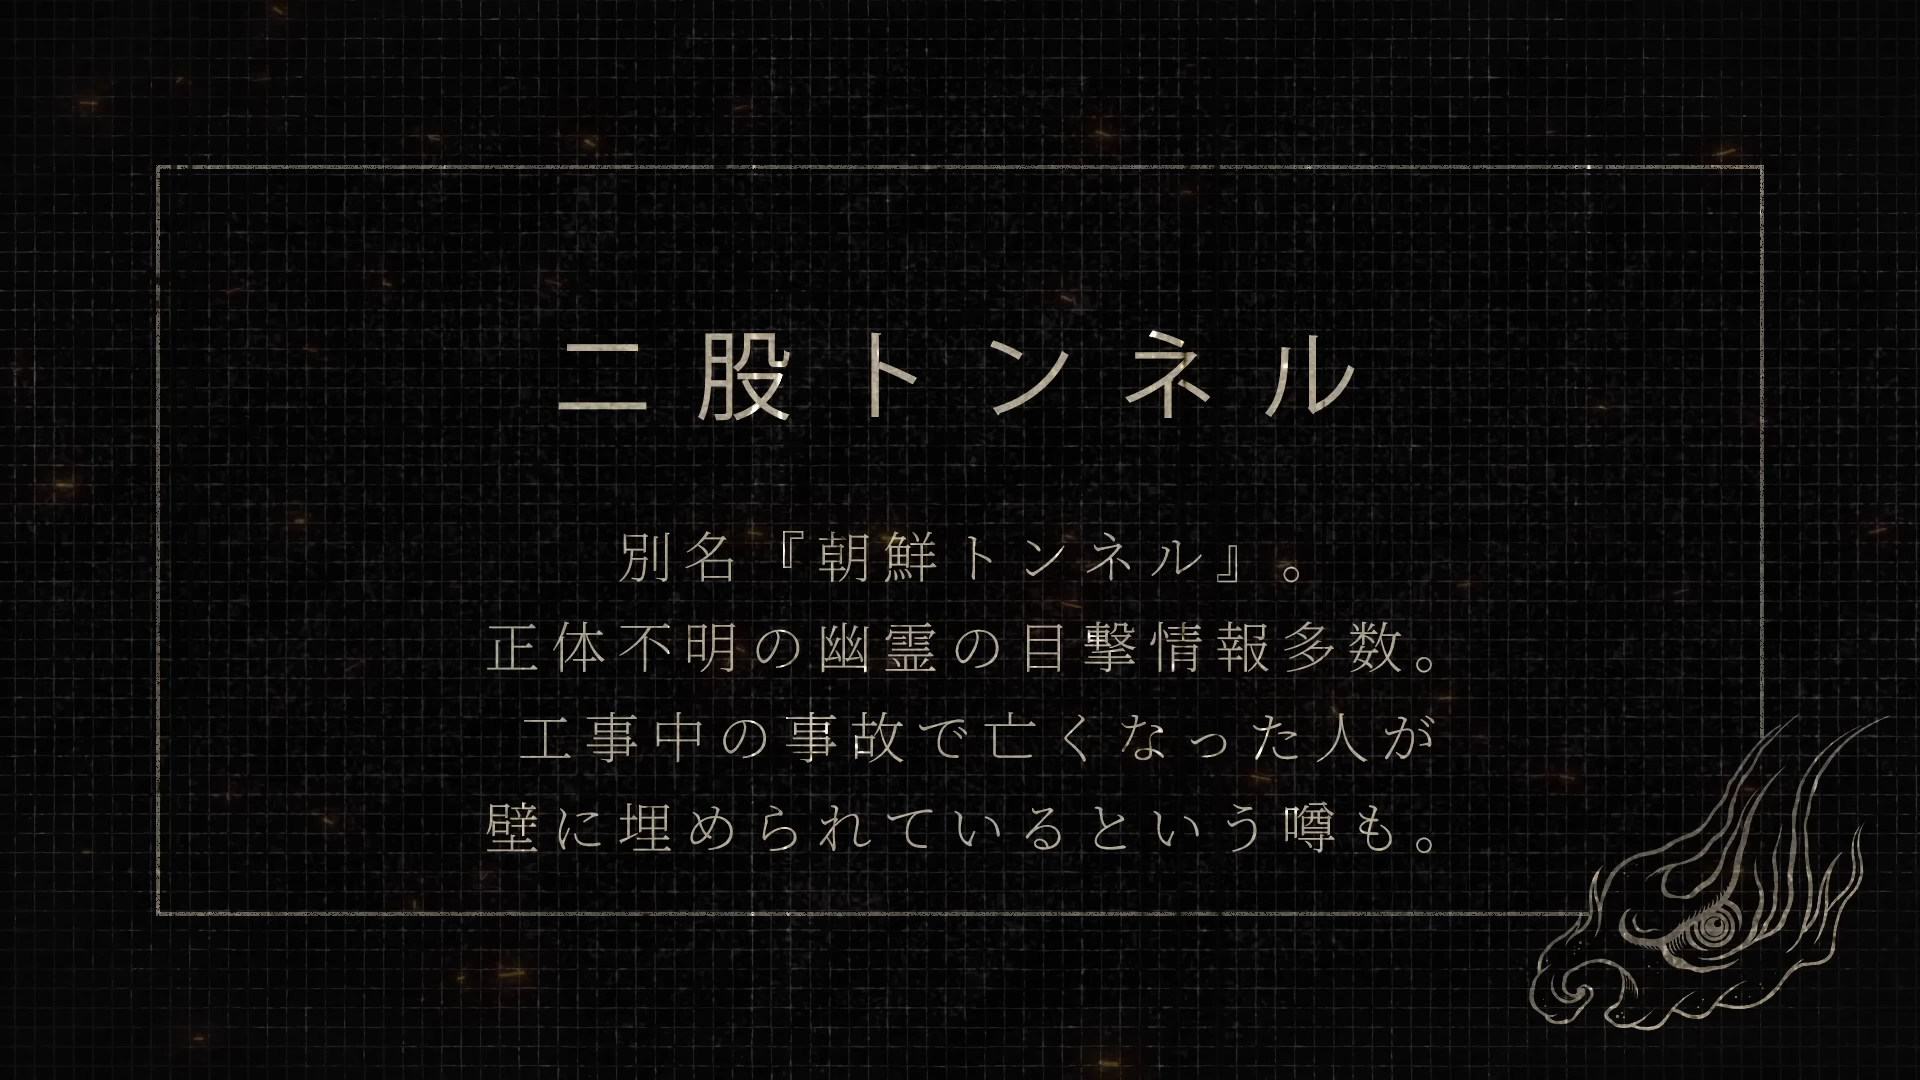 二股トンネル
別名『朝鮮トンネル』。
正体不明の幽霊の目撃情報多数。
工事中の事故で亡くなった人が
壁に埋められているという噂も。